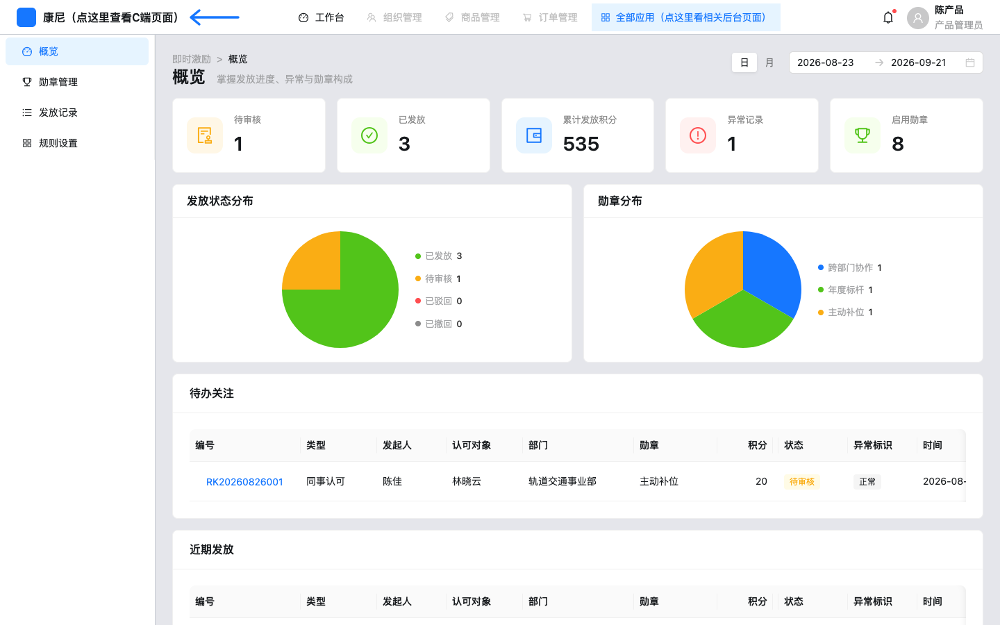 康尼（点这里查看C端页面）
工作台
组织管理
商品管理
订单管理
全部应用（点这里看相关后台页面）
陈产品
产品管理员
概览
勋章管理
发放记录
规则设置
即时激励 > 概览
概览 掌握发放进度、异常与勋章构成
日 月 2026-08-23 → 2026-09-21
待审核
1
已发放
3
累计发放积分
535
异常记录
1
启用勋章
8
发放状态分布
已发放 3
待审核 1
已驳回 0
已撤回 0
勋章分布
跨部门协作 1
年度标杆 1
主动补位 1
待办关注
编号 类型 发起人 认可对象 部门 勋章 积分 状态 异常标识 时间
RK20260826001 同事认可 陈佳 林晓云 轨道交通事业部 主动补位 20 待审核 正常 2026-08-
近期发放
编号 类型 发起人 认可对象 部门 勋章 积分 状态 异常标识 时间